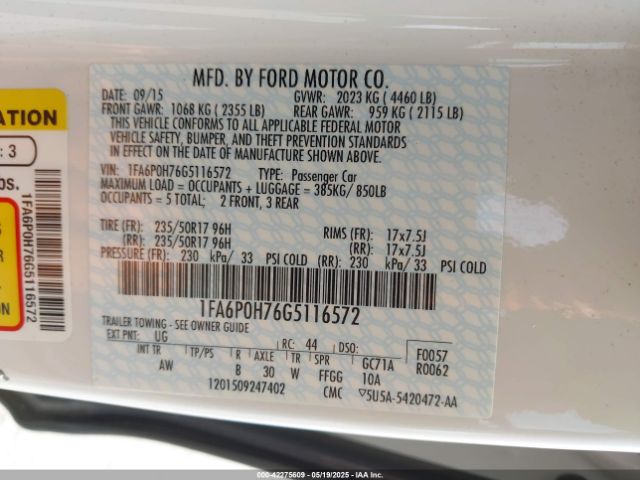 MFD. BY FORD MOTOR CO.
DATE: 09/15 GVWR: 2023 KG ( 4460 LB)
FRONT GAWR: 1068 KG ( 2355 LB) REAR GAWR: 959 KG ( 2115 LB)
THIS VEHICLE CONFORMS TO ALL APPLICABLE FEDERAL MOTOR
VEHICLE SAFETY, BUMPER, AND THEFT PREVENTION STANDARDS
IN EFFECT ON THE DATE OF MANUFACTURE SHOWN ABOVE.
VIN: 1FA6P0H76G5116572 TYPE: Passenger Car
MAXIMUM LOAD = OCCUPANTS + LUGGAGE = 385KG/ 850LB
OCCUPANTS = 5 TOTAL; 2 FRONT, 3 REAR
TIRE (FR): 235/50R17 96H RIMS (FR): 17x7.5J
(RR): 235/50R17 96H (RR): 17x7.5J
PRESSURE (FR): 230 kPa/ 33 PSI COLD (RR): 230 kPa/ 33 PSI COLD
1FA6P0H76G5116572
TRAILER TOWING - SEE OWNER GUIDE
EXT PNT: UG RC: 44 DSO: F0057
INT TR TP/PS R AXLE TR SPR GC71A R0062
AW B 30 W FFGG 10A
1201509247402 CMC 5U5A-5420472-AA
ATION
: 3
bs.
1FA6P0H76G5116572
000-42275609 - 05/19/2025 - IAAI.COM